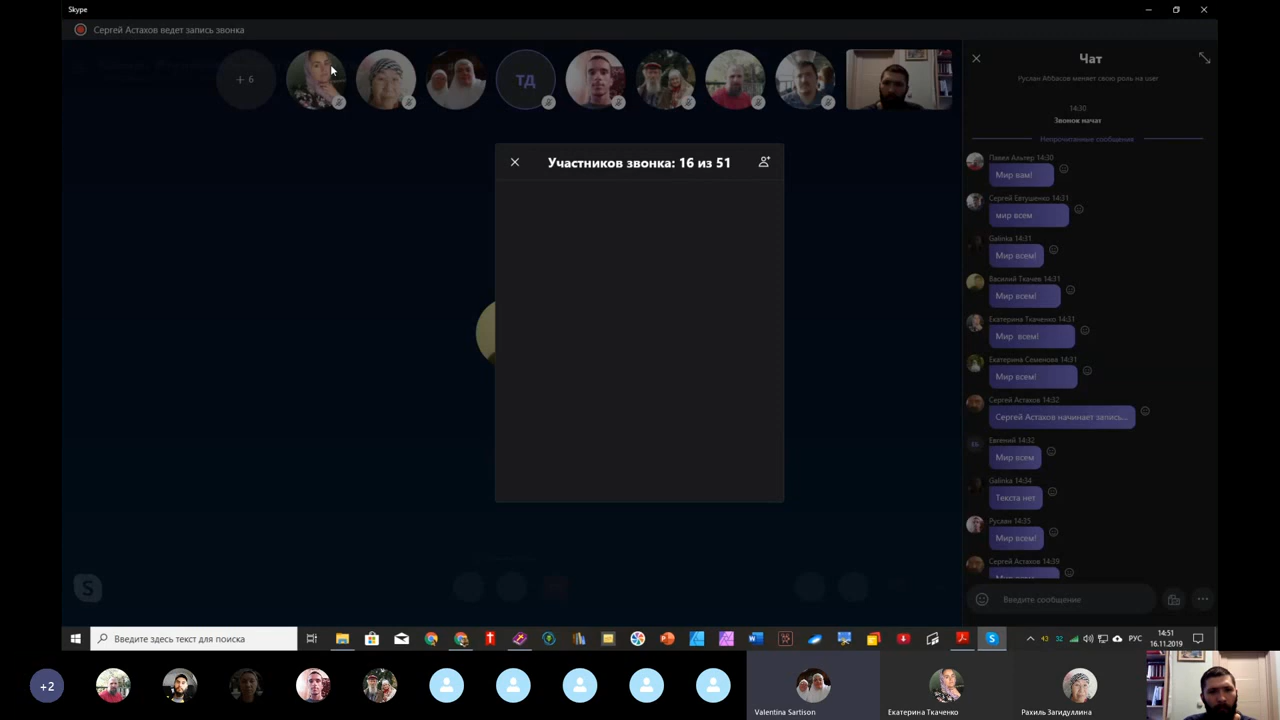 Skype
Сергей Астахов ведет запись звонка
+ 6
ТД
Участников звонка: 16 из 51
Чат
Руслан Аббасов меняет свою роль на user
14:30
Звонок начат
Непрочитанные сообщения
Павел Альтер 14:30
Мир вам!
Сергей Евтушенко 14:31
мир всем
Galinka 14:31
Мир всем!
Василий Ткачев 14:31
Мир всем!
Екатерина Ткаченко 14:31
Мир всем!
Екатерина Семенова 14:31
Мир всем!
Сергей Астахов 14:32
Сергей Астахов начинает запись...
ЕБ
Евгений 14:32
Мир всем
Galinka 14:34
Текста нет
Руслан 14:35
Мир всем!
Сергей Астахов 14:39
Введите сообщение
Введите здесь текст для поиска
43
32
РУС
14:51
16.11.2019
+2
Valentina Sartison
Екатерина Ткаченко
Рахиль Загидуллина